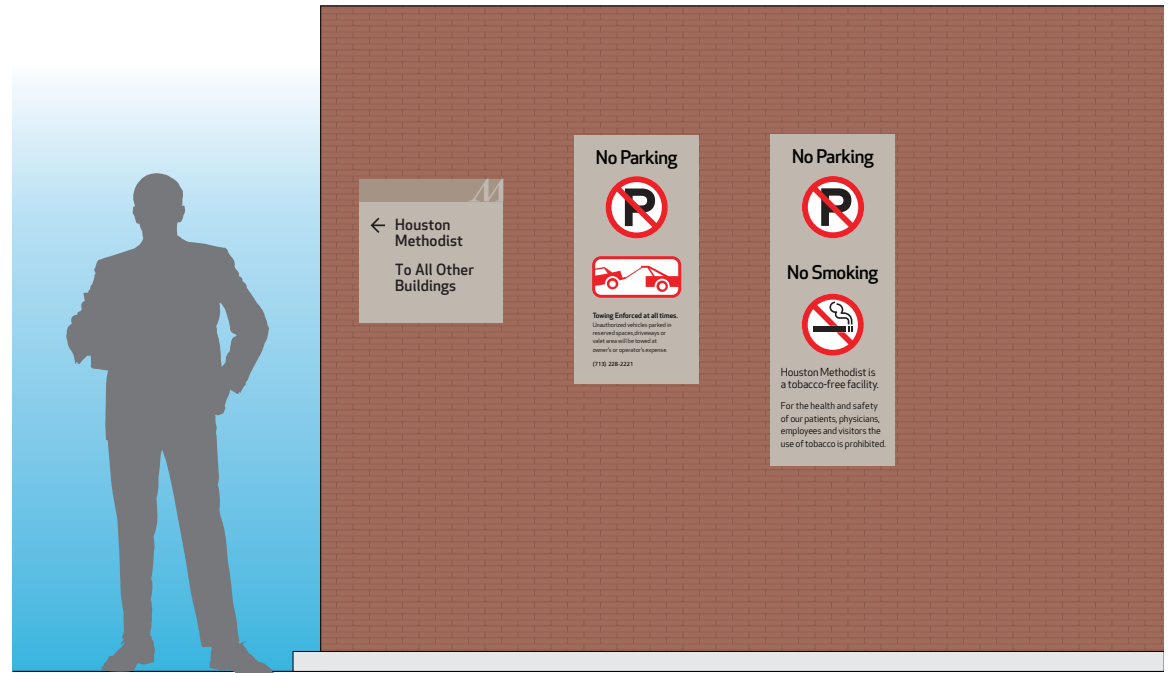 Houston
Methodist
To All Other
Buildings
No Parking
P
Towing Enforced at all times.
Unauthorized vehicles parked in
reserved spaces,driveways or
valet area will be towed at
owner's or operator's expense.
(713) 228-2221
No Parking
P
No Smoking
Houston Methodist is
a tobacco-free facility.
For the health and safety
of our patients, physicians,
employees and visitors the
use of tobacco is prohibited.